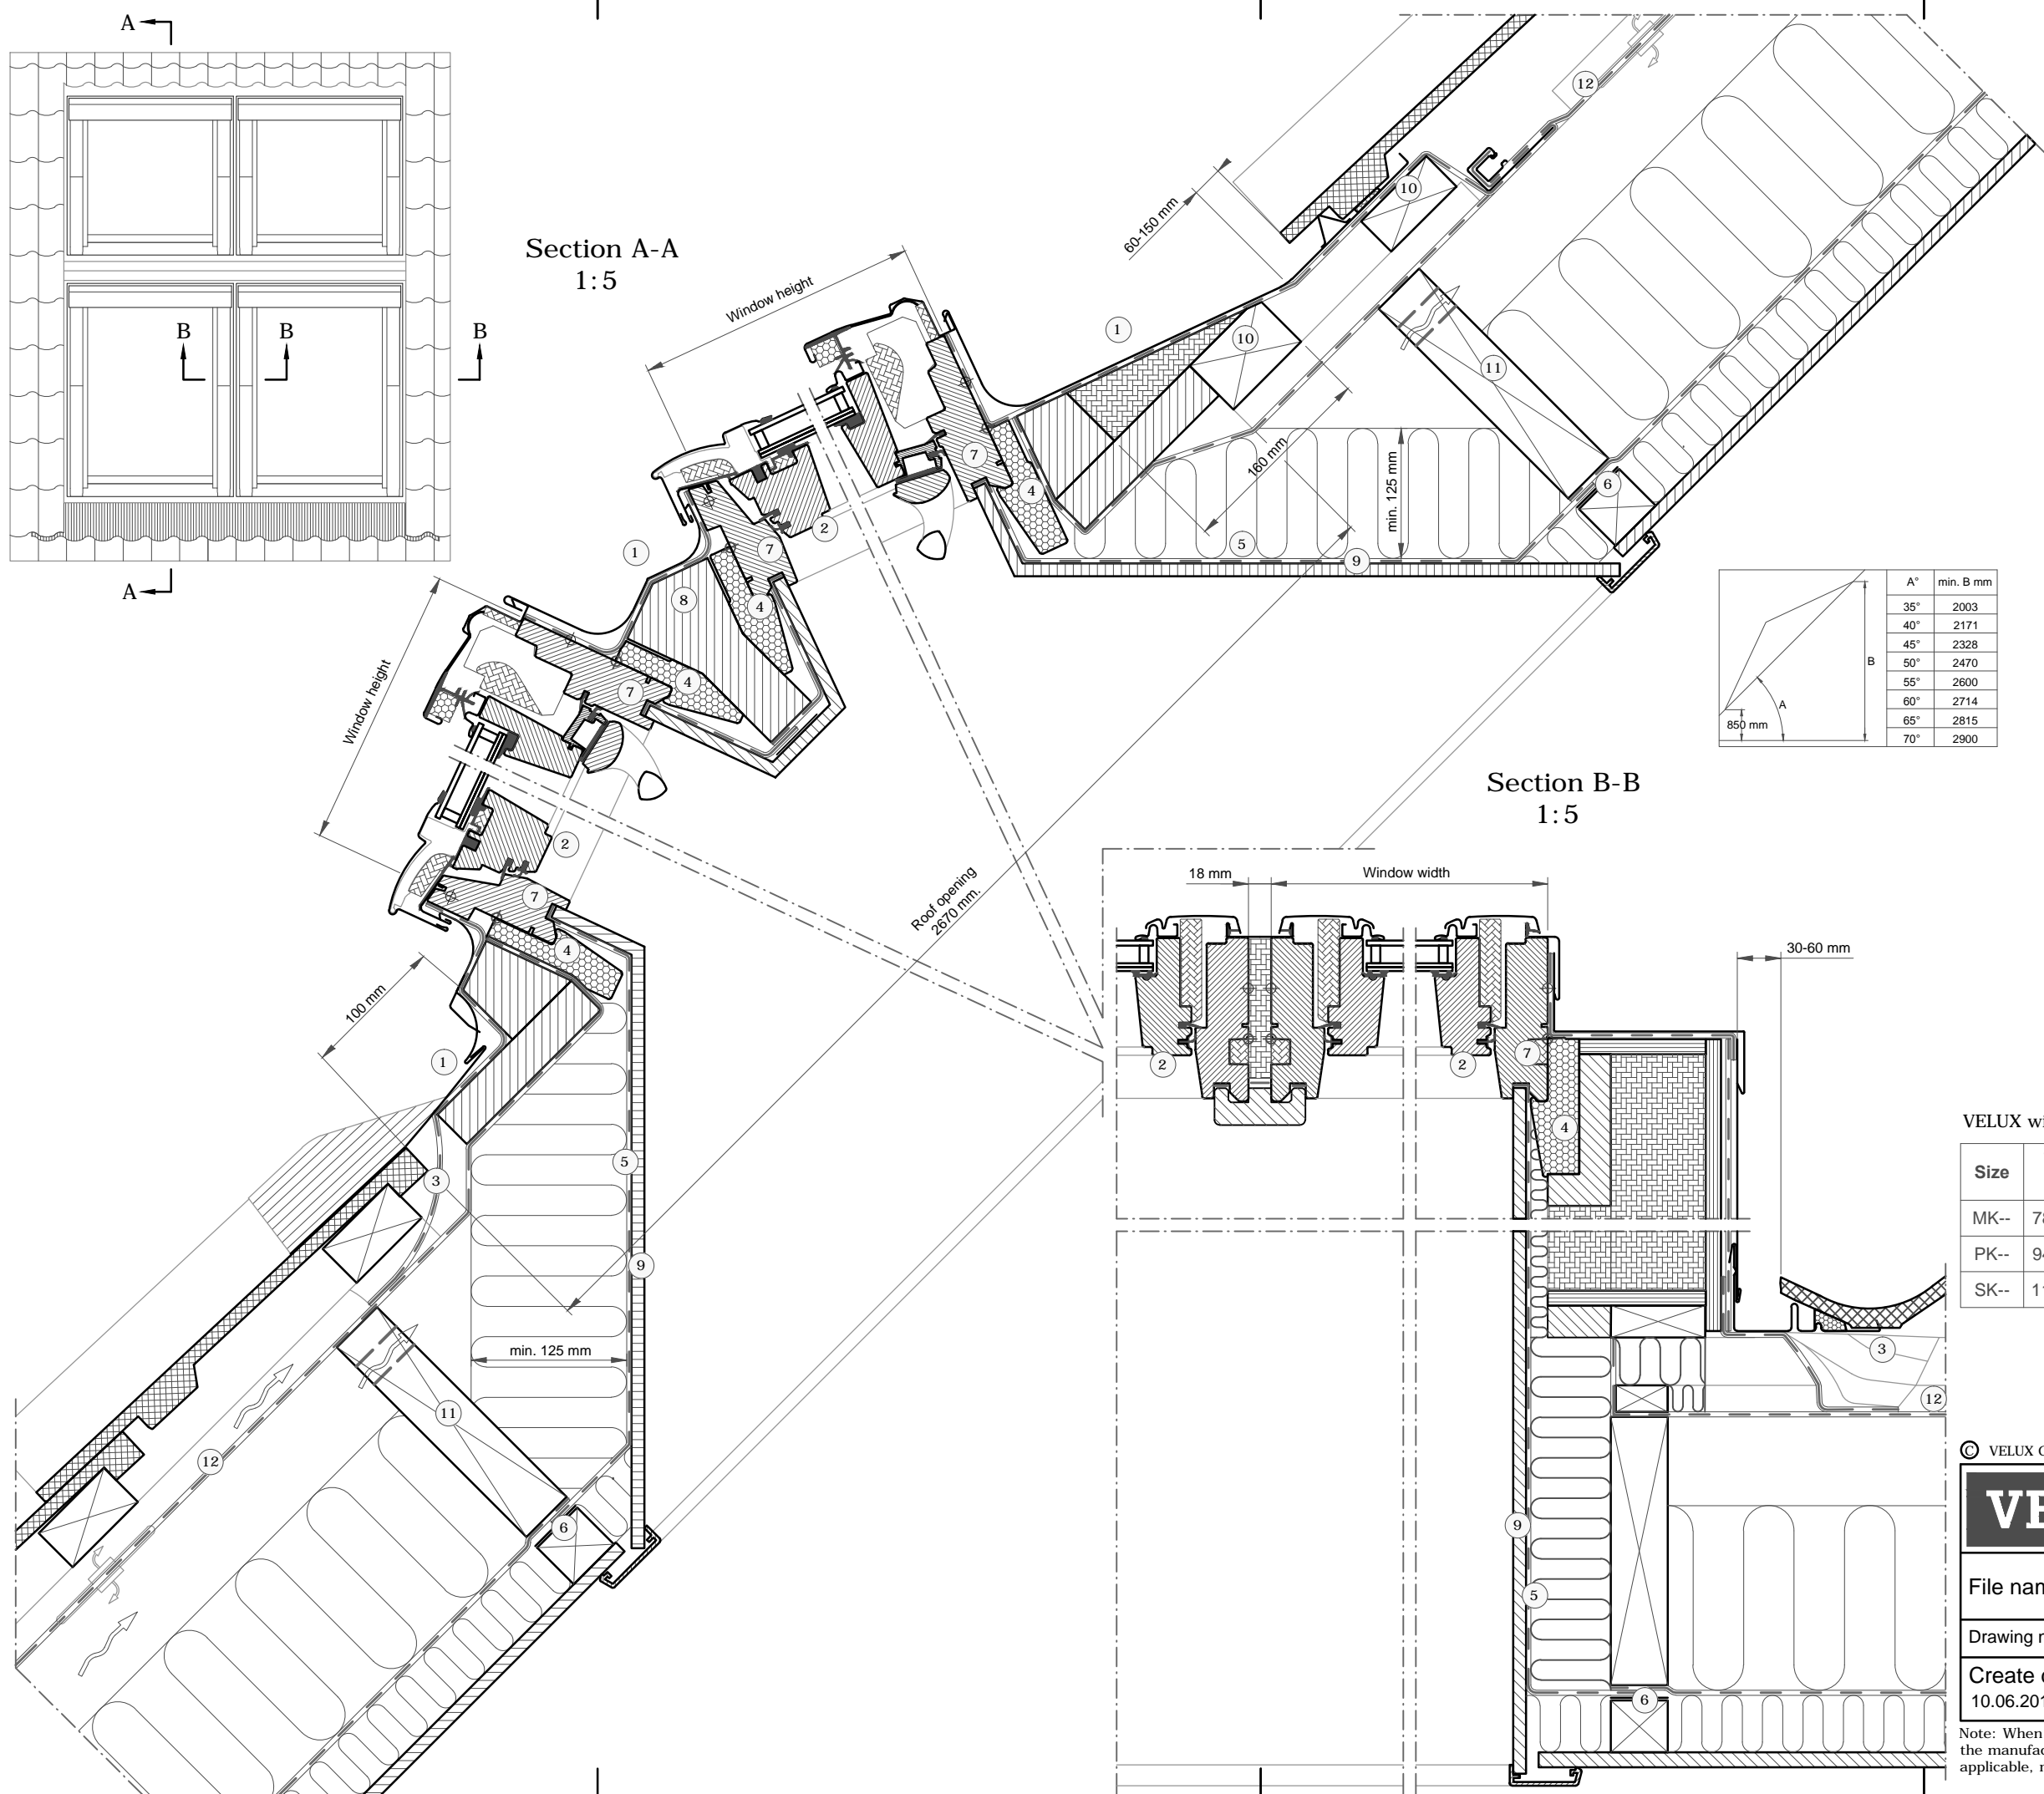 A
B B B
A
Section A-A
1:5
Window height
Window height
60-150 mm
160 mm
min. 125 mm
100 mm
min. 125 mm
Roof opening
2670 mm.
12
10
10
1
11
7
4
6
5
9
2
7
1
8
4
4
7
2
7
4
1
3
5
9
11
12
6
A° min. B mm
35° 2003
40° 2171
45° 2328
50° 2470
55° 2600
60° 2714
65° 2815
70° 2900
B
A
850 mm
Section B-B
1:5
18 mm
Window width
30-60 mm
2
2
7
4
3
12
9
5
6
VELUX
Size
MK--
PK--
SK--
© VELUX
Drawing
Create
Note: When
the
applicable,